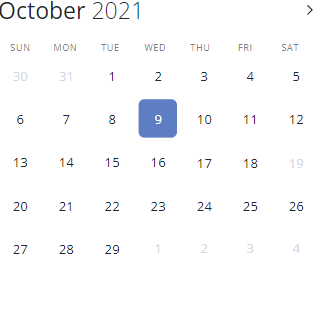 October 2021
SUN MON TUE WED THU FRI SAT
30 31 1 2 3 4 5
6 7 8 9 10 11 12
13 14 15 16 17 18 19
20 21 22 23 24 25 26
27 28 29 1 2 3 4